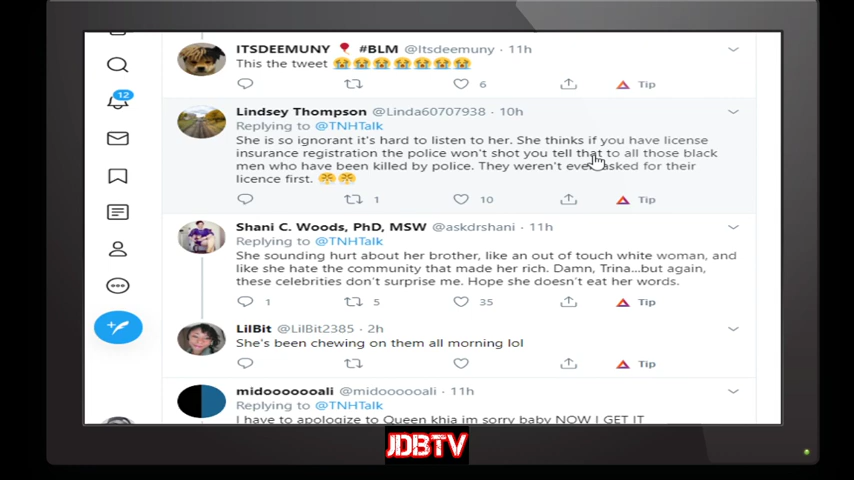 ITSDEEMUNY 🎈 #BLM @Itsdeemuny · 11h
This the tweet 😭😭😭😭😭😭😭
6
Tip
12
Lindsey Thompson @Linda60707938 · 10h
Replying to @TNHTalk
She is so ignorant it's hard to listen to her. She thinks if you have license
insurance registration the police won't shot you tell that to all those black
men who have been killed by police. They weren't even asked for their
licence first. 😤😤
1 10 Tip
Shani C. Woods, PhD, MSW @askdrshani · 11h
Replying to @TNHTalk
She sounding hurt about her brother, like an out of touch white woman, and
like she hate the community that made her rich. Damn, Trina...but again,
these celebrities don't surprise me. Hope she doesn't eat her words.
1 5 35 Tip
LilBit @LilBit2385 · 2h
She's been chewing on them all morning lol
Tip
midooooooali @midoooooali · 11h
Replying to @TNHTalk
I have to apologize to Queen khia im sorry baby NOW I GET IT
JDBTV